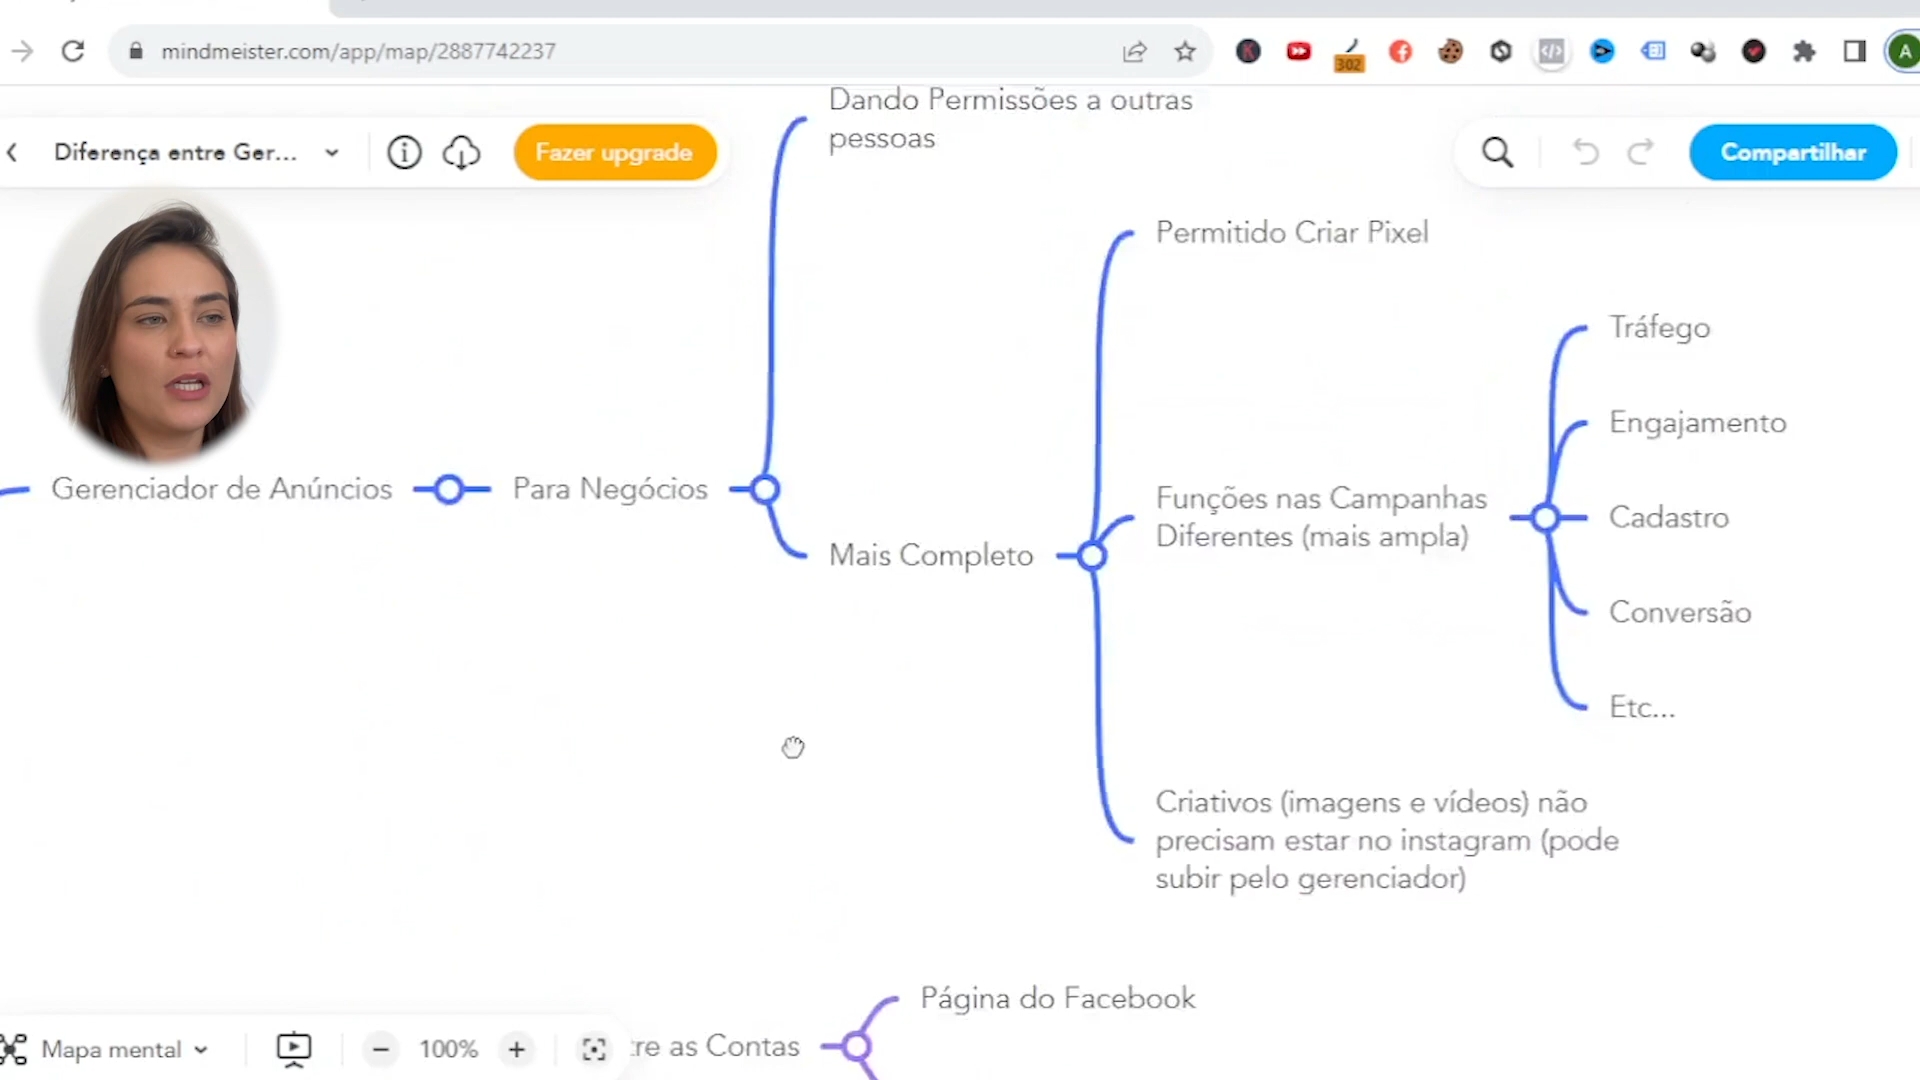 mindmeister.com/app/map/2887742237
302
A
Diferença entre Ger...
Fazer upgrade
Compartilhar
Dando Permissões a outras
pessoas
Permitido Criar Pixel
Tráfego
Engajamento
Gerenciador de Anúncios
Para Negócios
Funções nas Campanhas
Diferentes (mais ampla)
Cadastro
Mais Completo
Conversão
Etc...
Criativos (imagens e vídeos) não
precisam estar no instagram (pode
subir pelo gerenciador)
Página do Facebook
tre as Contas
Mapa mental
100%